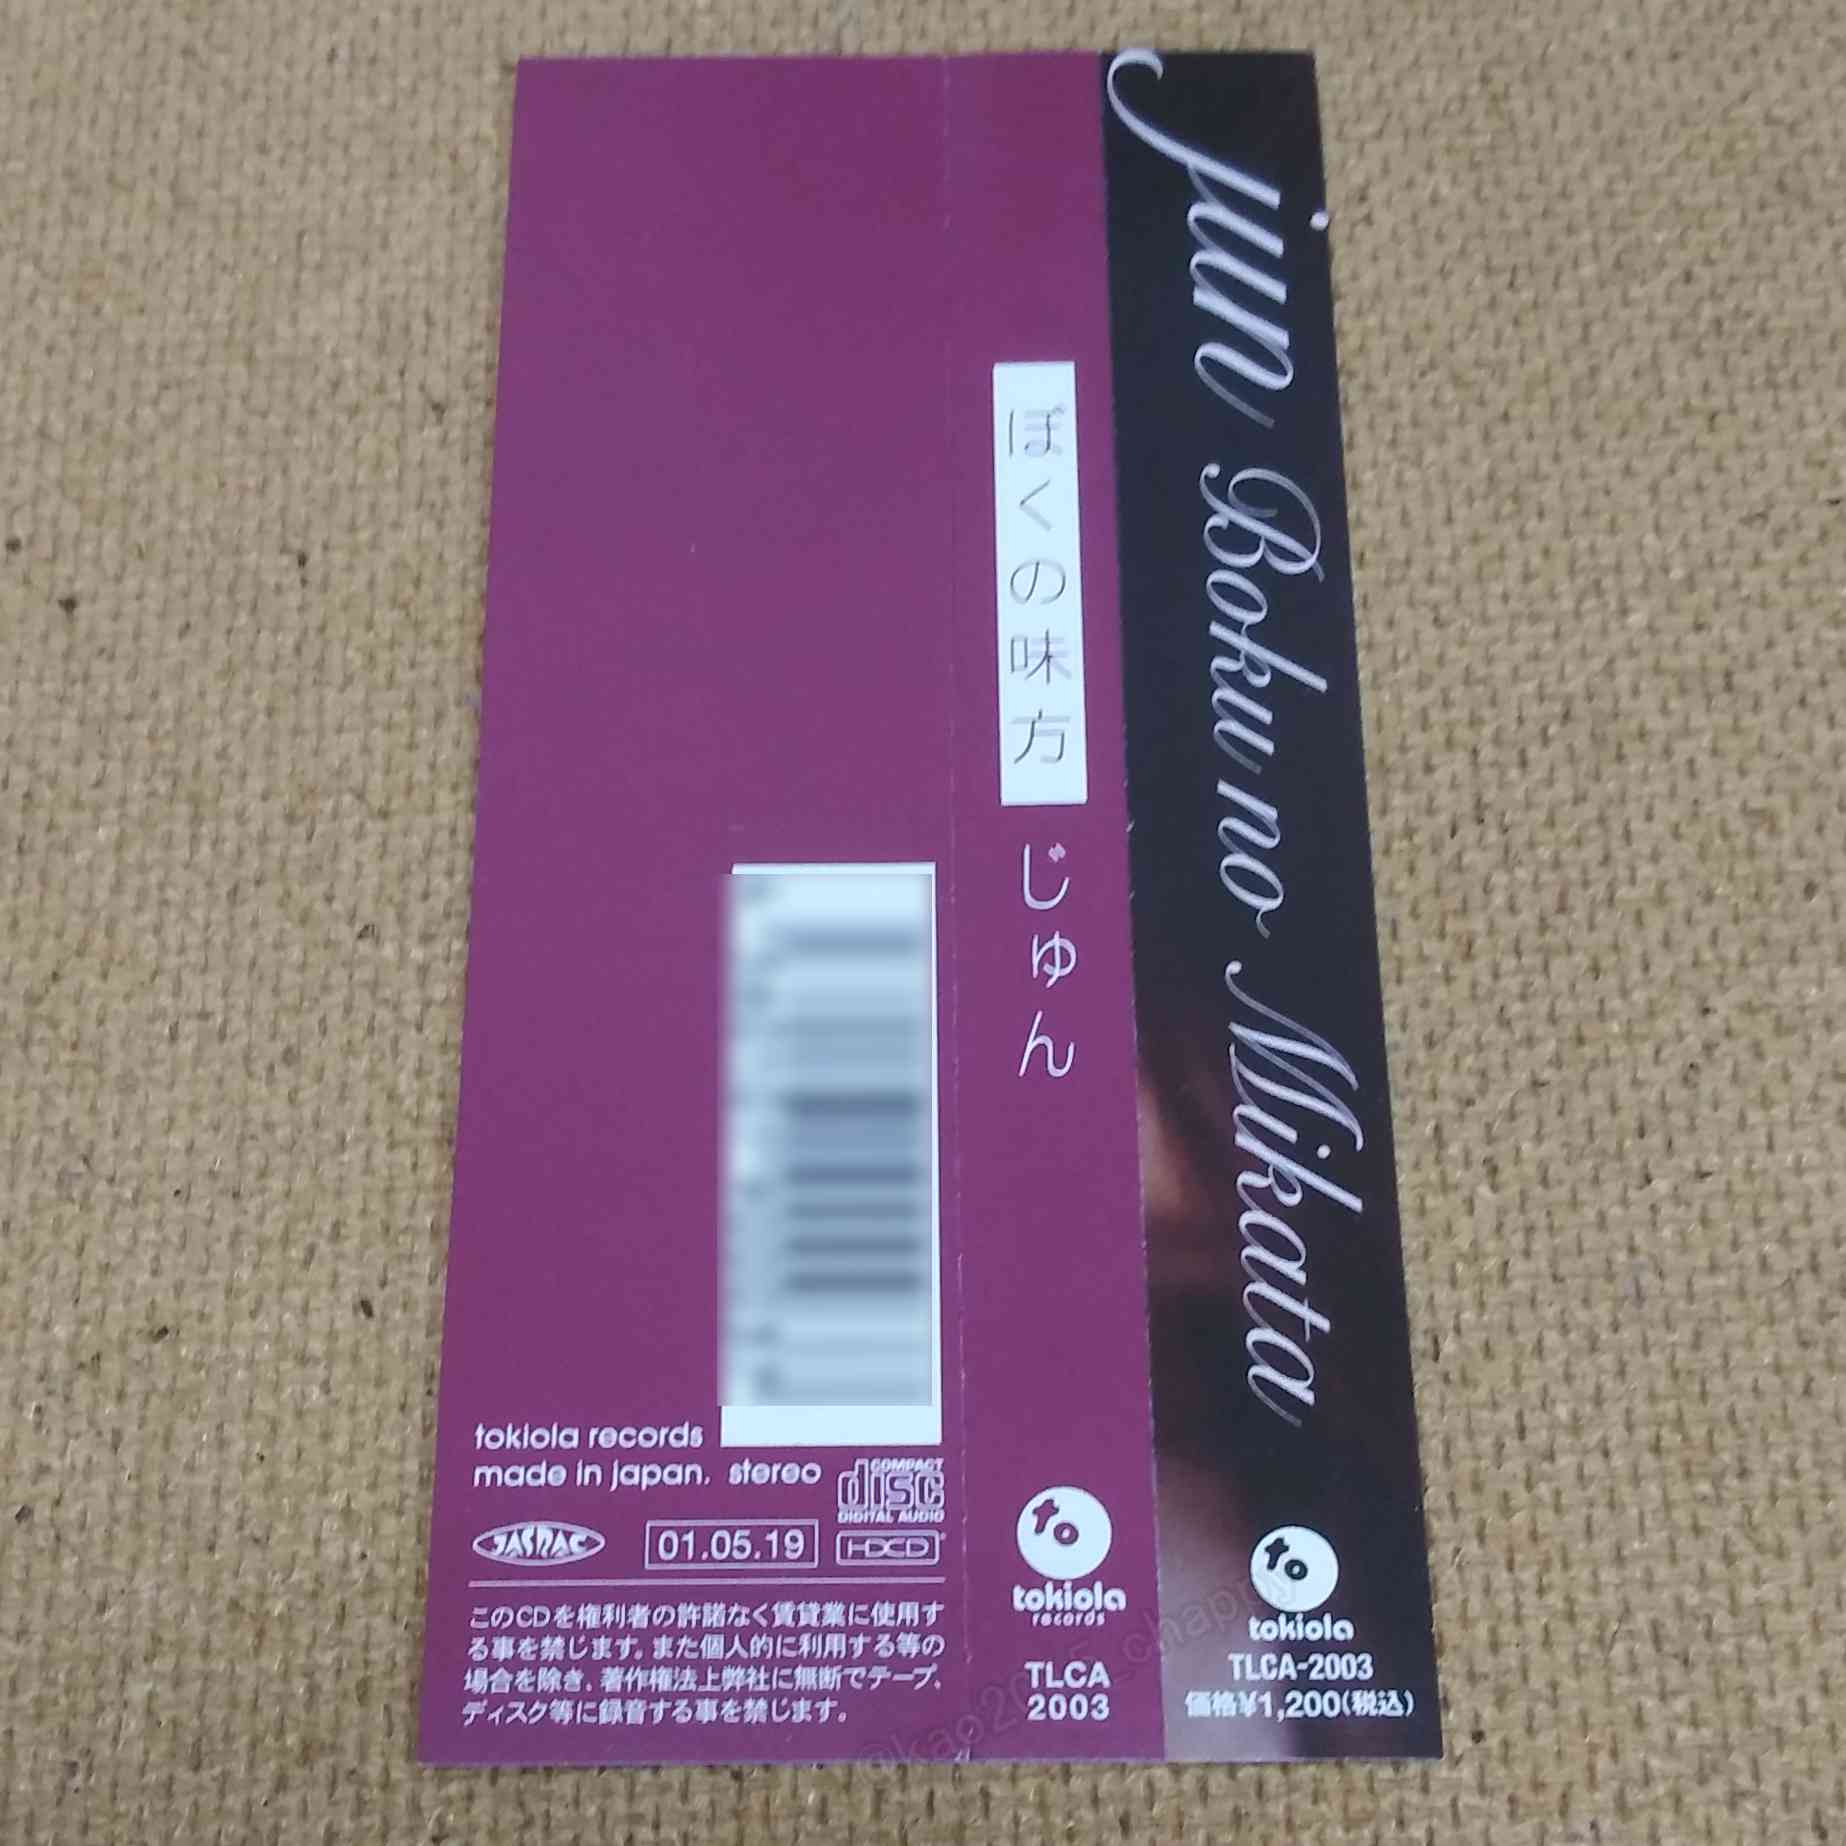 Jun Bokuno Mikata
to
tokiola
TLCA-2003
価格¥1,200(税込)
ぼくの味方
じゅん
to
tokiola
records
TLCA
2003
tokiola records
made in japan. stereo
COMPACT
disc
DIGITAL AUDIO
JASRAC
01.05.19
HDCD
このCDを権利者の許諾なく賃貸業に使用す
る事を禁じます。また個人的に利用する等の
場合を除き、著作権法上弊社に無断でテープ、
ディスク等に録音する事を禁じます。